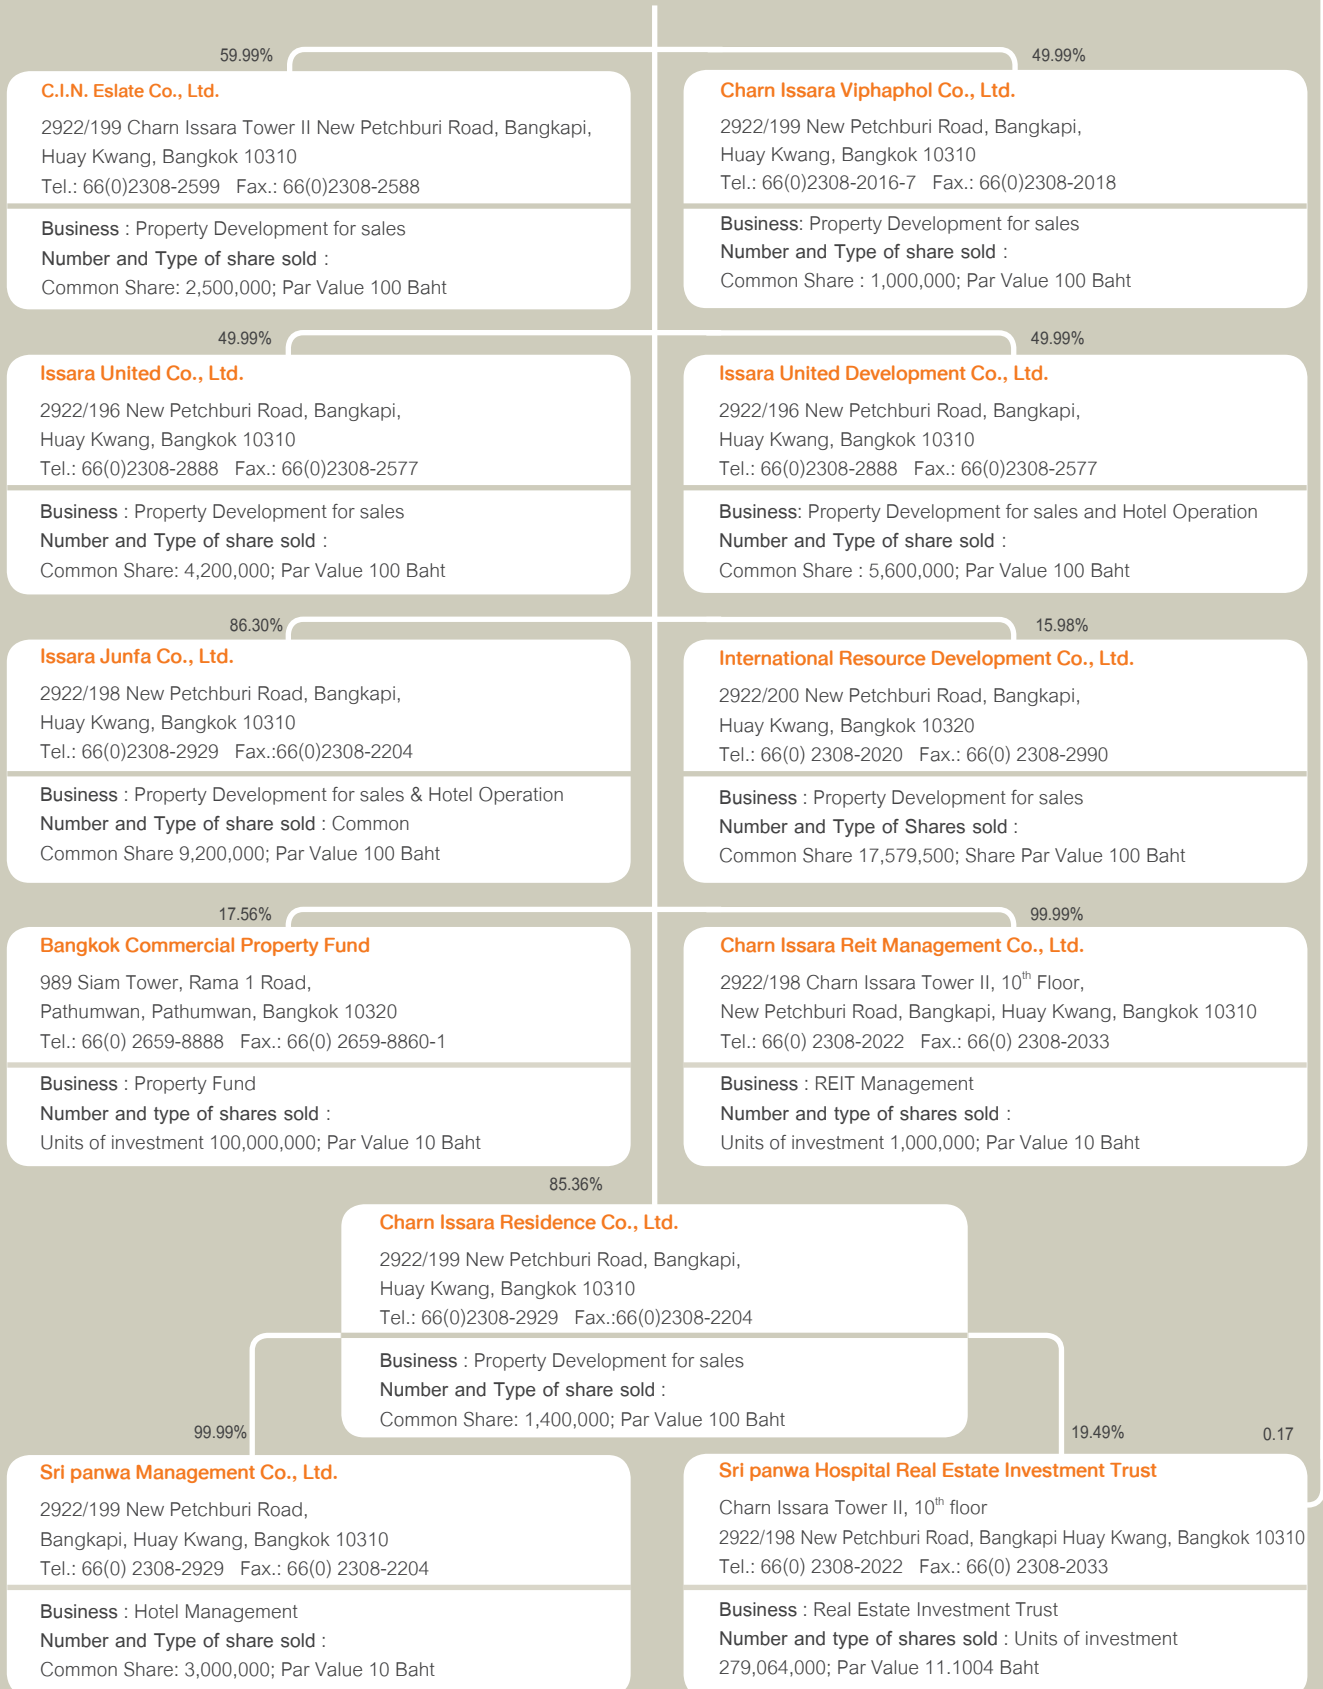 59.99%
C.I.N. Eslate Co., Ltd.
2922/199 Charn Issara Tower II New Petchburi Road, Bangkapi,
Huay Kwang, Bangkok 10310
Tel.: 66(0)2308-2599 Fax.: 66(0)2308-2588
Business : Property Development for sales
Number and Type of share sold :
Common Share: 2,500,000; Par Value 100 Baht
49.99%
Charn Issara Viphaphol Co., Ltd.
2922/199 New Petchburi Road, Bangkapi,
Huay Kwang, Bangkok 10310
Tel.: 66(0)2308-2016-7 Fax.: 66(0)2308-2018
Business: Property Development for sales
Number and Type of share sold :
Common Share : 1,000,000; Par Value 100 Baht
49.99%
Issara United Co., Ltd.
2922/196 New Petchburi Road, Bangkapi,
Huay Kwang, Bangkok 10310
Tel.: 66(0)2308-2888 Fax.: 66(0)2308-2577
Business : Property Development for sales
Number and Type of share sold :
Common Share: 4,200,000; Par Value 100 Baht
49.99%
Issara United Development Co., Ltd.
2922/196 New Petchburi Road, Bangkapi,
Huay Kwang, Bangkok 10310
Tel.: 66(0)2308-2888 Fax.: 66(0)2308-2577
Business: Property Development for sales and Hotel Operation
Number and Type of share sold :
Common Share : 5,600,000; Par Value 100 Baht
86.30%
Issara Junfa Co., Ltd.
2922/198 New Petchburi Road, Bangkapi,
Huay Kwang, Bangkok 10310
Tel.: 66(0)2308-2929 Fax.:66(0)2308-2204
Business : Property Development for sales & Hotel Operation
Number and Type of share sold : Common
Common Share 9,200,000; Par Value 100 Baht
15.98%
International Resource Development Co., Ltd.
2922/200 New Petchburi Road, Bangkapi,
Huay Kwang, Bangkok 10320
Tel.: 66(0) 2308-2020 Fax.: 66(0) 2308-2990
Business : Property Development for sales
Number and Type of Shares sold :
Common Share 17,579,500; Share Par Value 100 Baht
17.56%
Bangkok Commercial Property Fund
989 Siam Tower, Rama 1 Road,
Pathumwan, Pathumwan, Bangkok 10320
Tel.: 66(0) 2659-8888 Fax.: 66(0) 2659-8860-1
Business : Property Fund
Number and type of shares sold :
Units of investment 100,000,000; Par Value 10 Baht
99.99%
Charn Issara Reit Management Co., Ltd.
2922/198 Charn Issara Tower II, 10th Floor,
New Petchburi Road, Bangkapi, Huay Kwang, Bangkok 10310
Tel.: 66(0) 2308-2022 Fax.: 66(0) 2308-2033
Business : REIT Management
Number and type of shares sold :
Units of investment 1,000,000; Par Value 10 Baht
85.36%
Charn Issara Residence Co., Ltd.
2922/199 New Petchburi Road, Bangkapi,
Huay Kwang, Bangkok 10310
Tel.: 66(0)2308-2929 Fax.:66(0)2308-2204
Business : Property Development for sales
Number and Type of share sold :
Common Share: 1,400,000; Par Value 100 Baht
99.99%
Sri panwa Management Co., Ltd.
2922/199 New Petchburi Road,
Bangkapi, Huay Kwang, Bangkok 10310
Tel.: 66(0) 2308-2929 Fax.: 66(0) 2308-2204
Business : Hotel Management
Number and Type of share sold :
Common Share: 3,000,000; Par Value 10 Baht
19.49% 0.17
Sri panwa Hospital Real Estate Investment Trust
Charn Issara Tower II, 10th floor
2922/198 New Petchburi Road, Bangkapi Huay Kwang, Bangkok 10310
Tel.: 66(0) 2308-2022 Fax.: 66(0) 2308-2033
Business : Real Estate Investment Trust
Number and type of shares sold : Units of investment
279,064,000; Par Value 11.1004 Baht